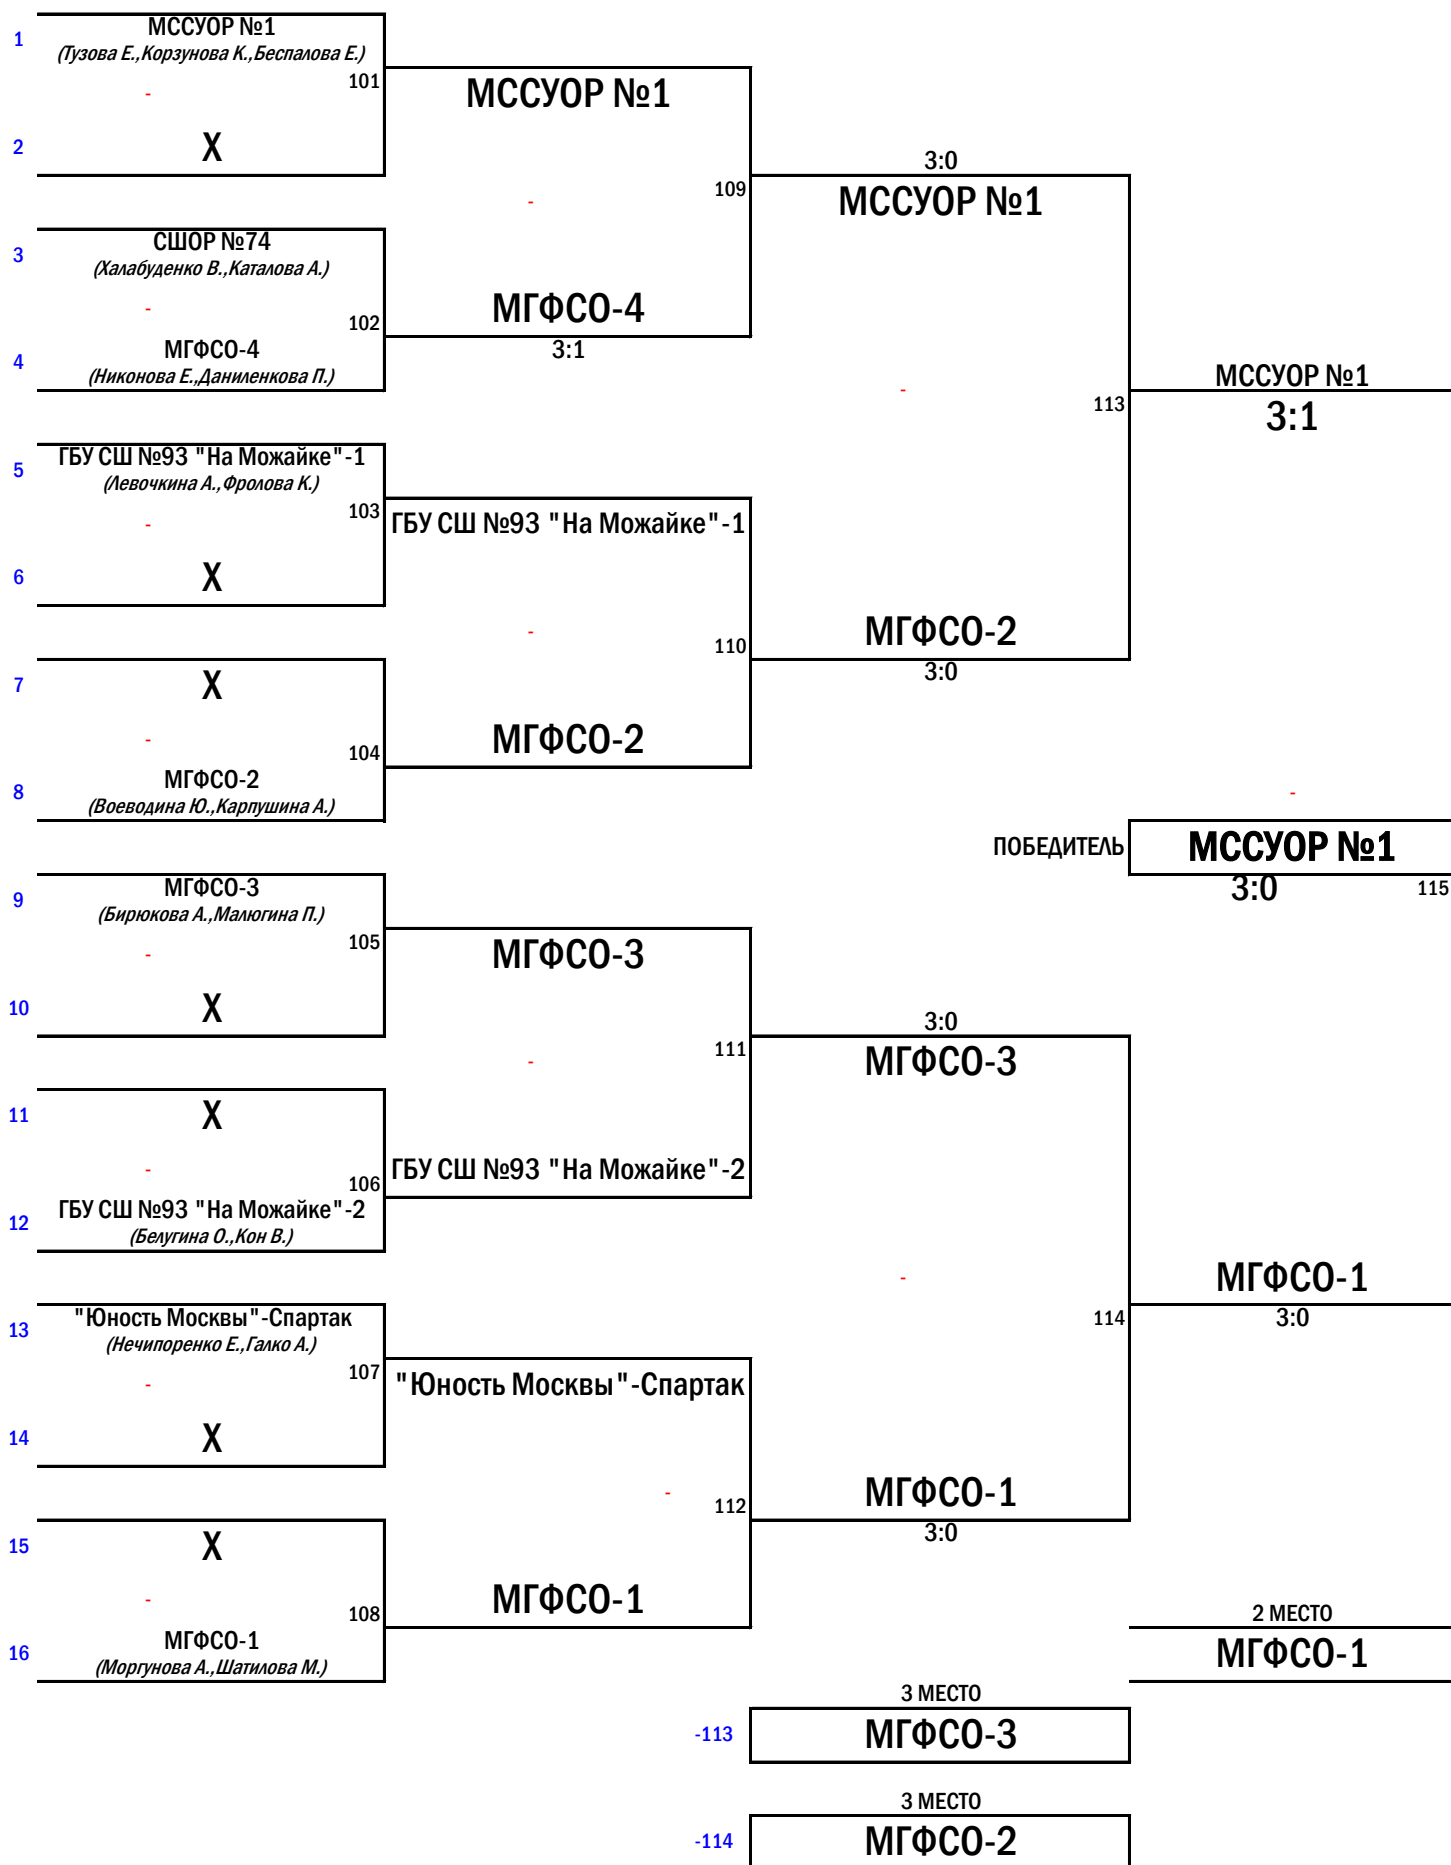 1
МССУОР №1
(Тузова Е.,Корзунова К.,Беспалова Е.)
101
-
2
X
МССУОР №1
-
109
3
СШОР №74
(Халабуденко В.,Каталова А.)
-
102
4
МГФСО-4
(Никонова Е.,Даниленкова П.)
МГФСО-4
3:1
3:0
МССУОР №1
-
113
5
ГБУ СШ №93 "На Можайке"-1
(Левочкина А.,Фролова К.)
103
-
6
X
ГБУ СШ №93 "На Можайке"-1
-
110
7
X
-
104
8
МГФСО-2
(Воеводина Ю.,Карпушина А.)
МГФСО-2
МГФСО-2
3:0
МССУОР №1
3:1
-
ПОБЕДИТЕЛЬ
МССУОР №1
3:0
115
9
МГФСО-3
(Бирюкова А.,Малюгина П.)
105
-
10
X
МГФСО-3
-
111
11
X
-
106
12
ГБУ СШ №93 "На Можайке"-2
(Белугина О.,Кон В.)
ГБУ СШ №93 "На Можайке"-2
3:0
МГФСО-3
-
114
13
"Юность Москвы"-Спартак
(Нечипоренко Е.,Галко А.)
107
-
14
X
"Юность Москвы"-Спартак
-
112
15
X
-
108
16
МГФСО-1
(Моргунова А.,Шатилова М.)
МГФСО-1
МГФСО-1
3:0
МГФСО-1
3:0
2 МЕСТО
МГФСО-1
3 МЕСТО
-113
МГФСО-3
3 МЕСТО
-114
МГФСО-2